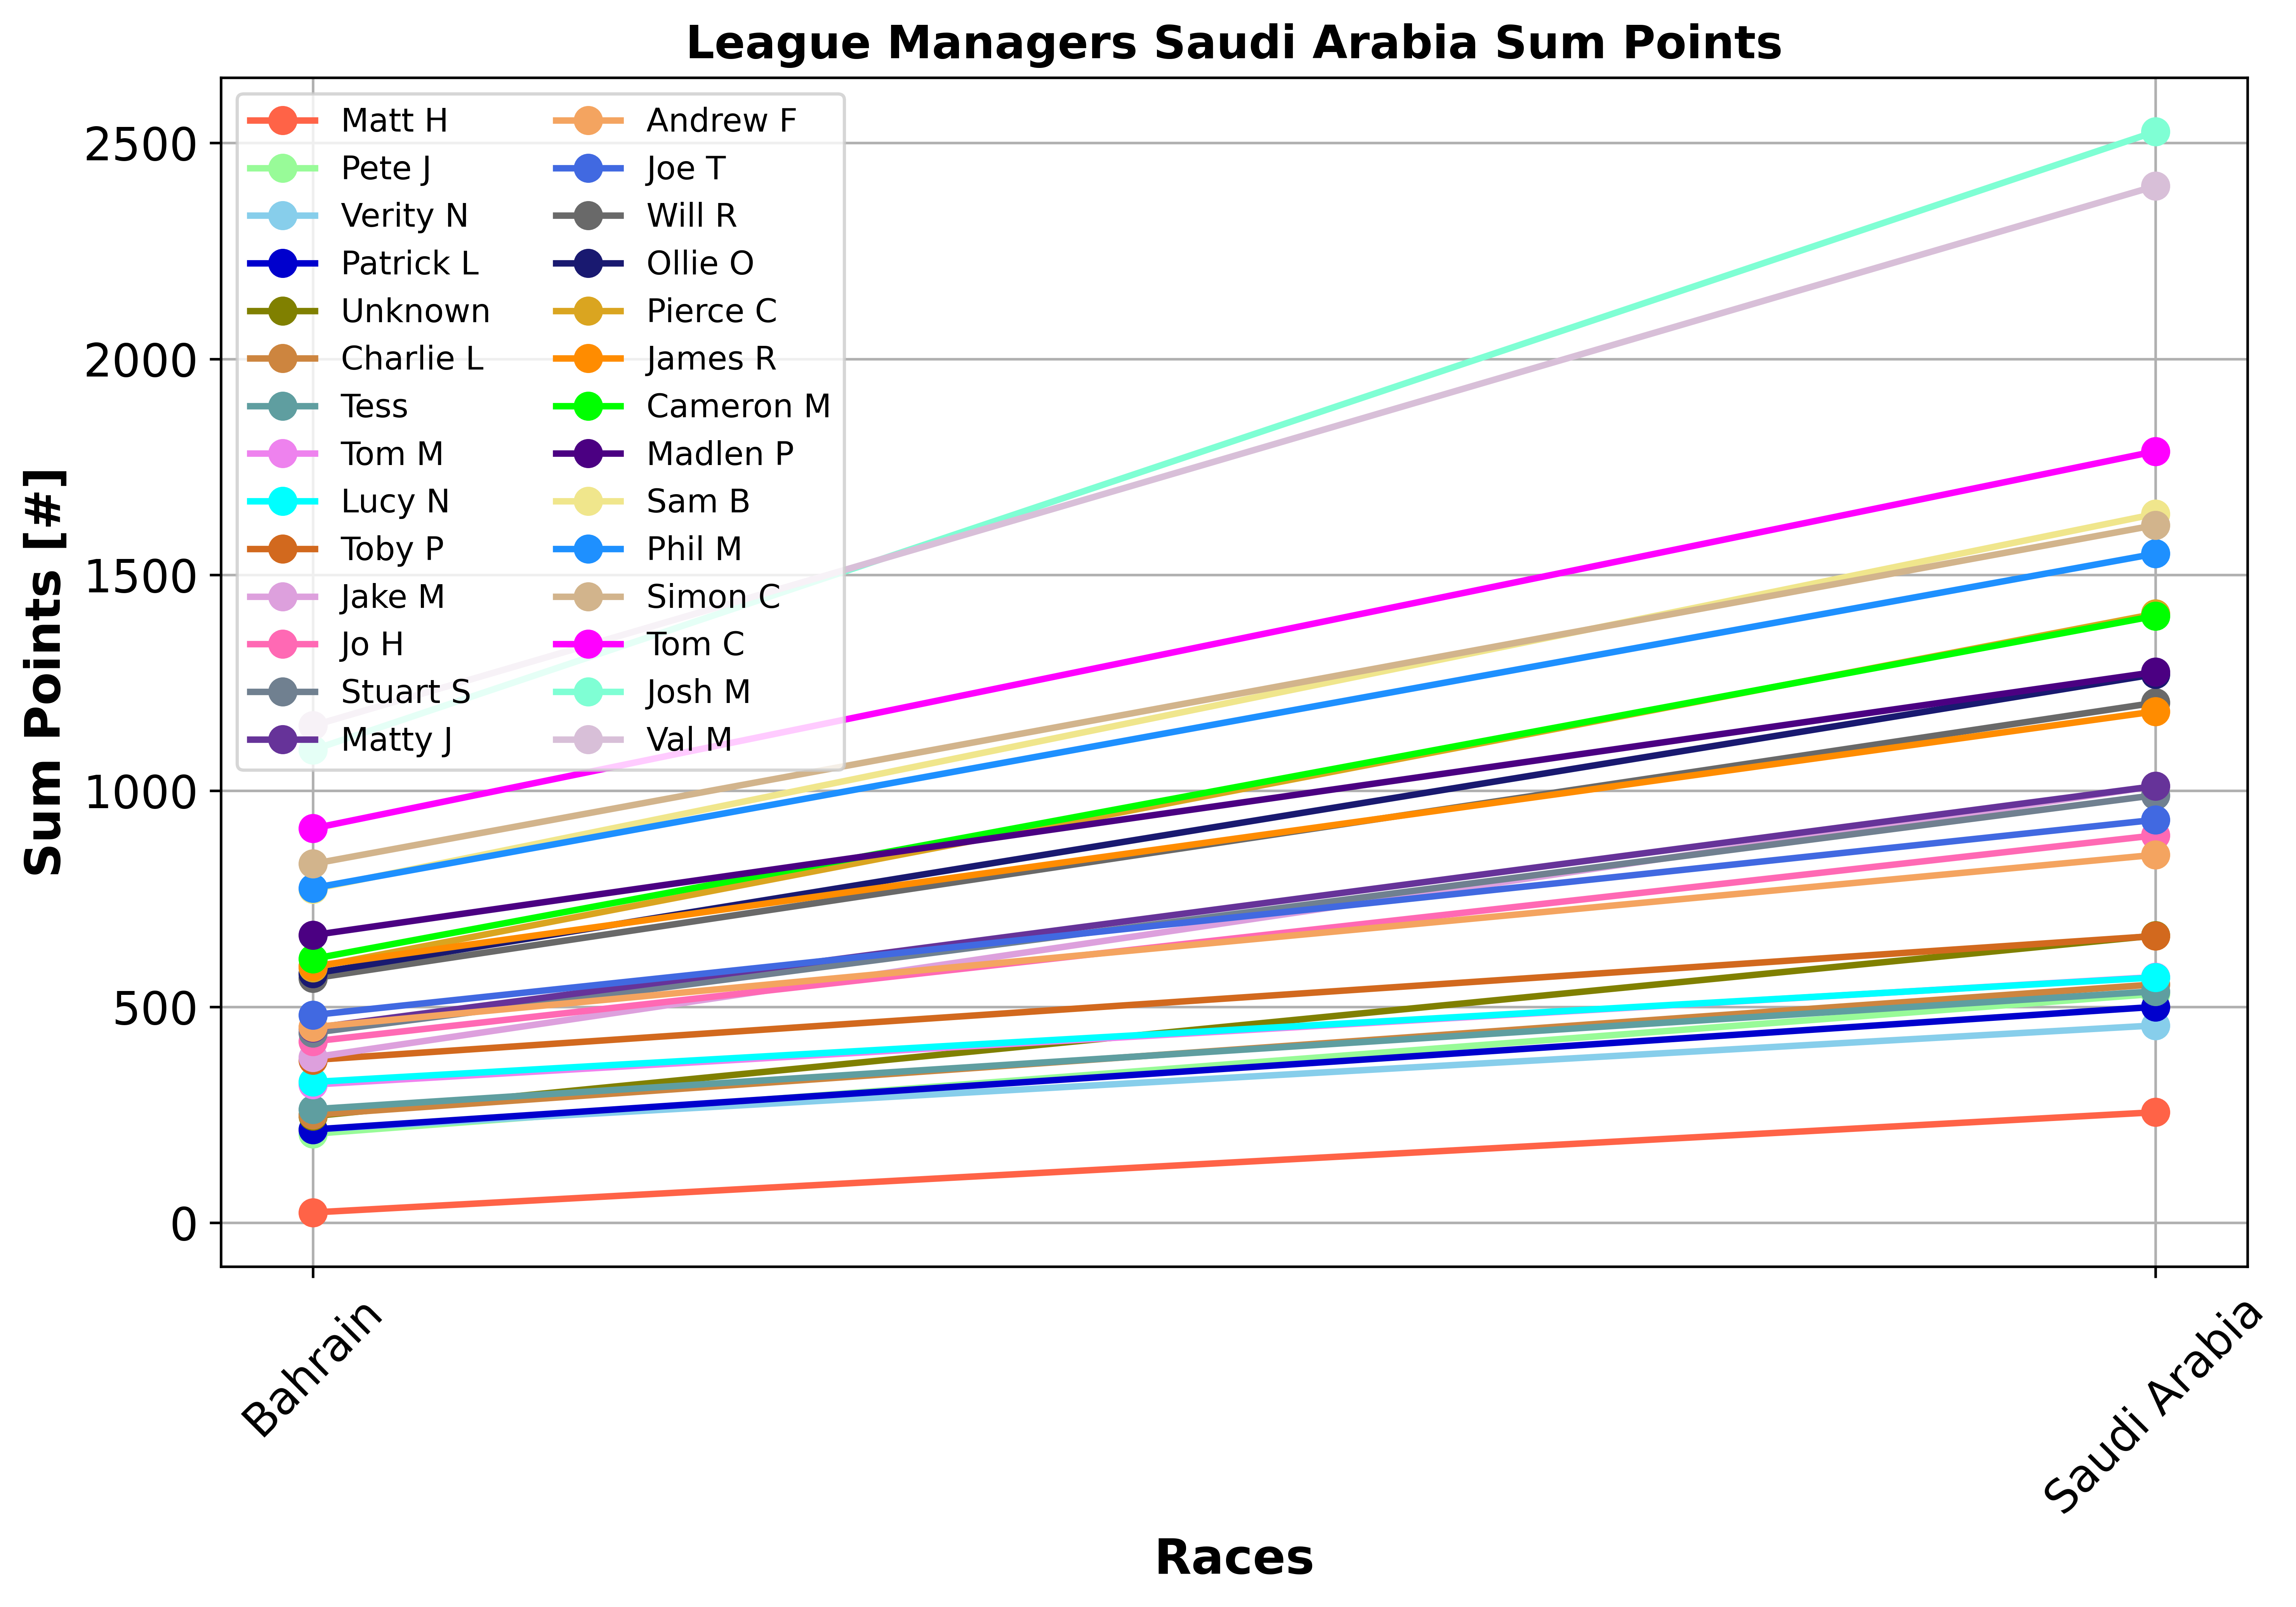 League Managers Saudi Arabia Sum Points
Sum Points [#]
2500
2000
1500
1000
500
0
Matt H
Pete J
Verity N
Patrick L
Unknown
Charlie L
Tess
Tom M
Lucy N
Toby P
Jake M
Jo H
Stuart S
Matty J
Andrew F
Joe T
Will R
Ollie O
Pierce C
James R
Cameron M
Madlen P
Sam B
Phil M
Simon C
Tom C
Josh M
Val M
Bahrain
Saudi Arabia
Races